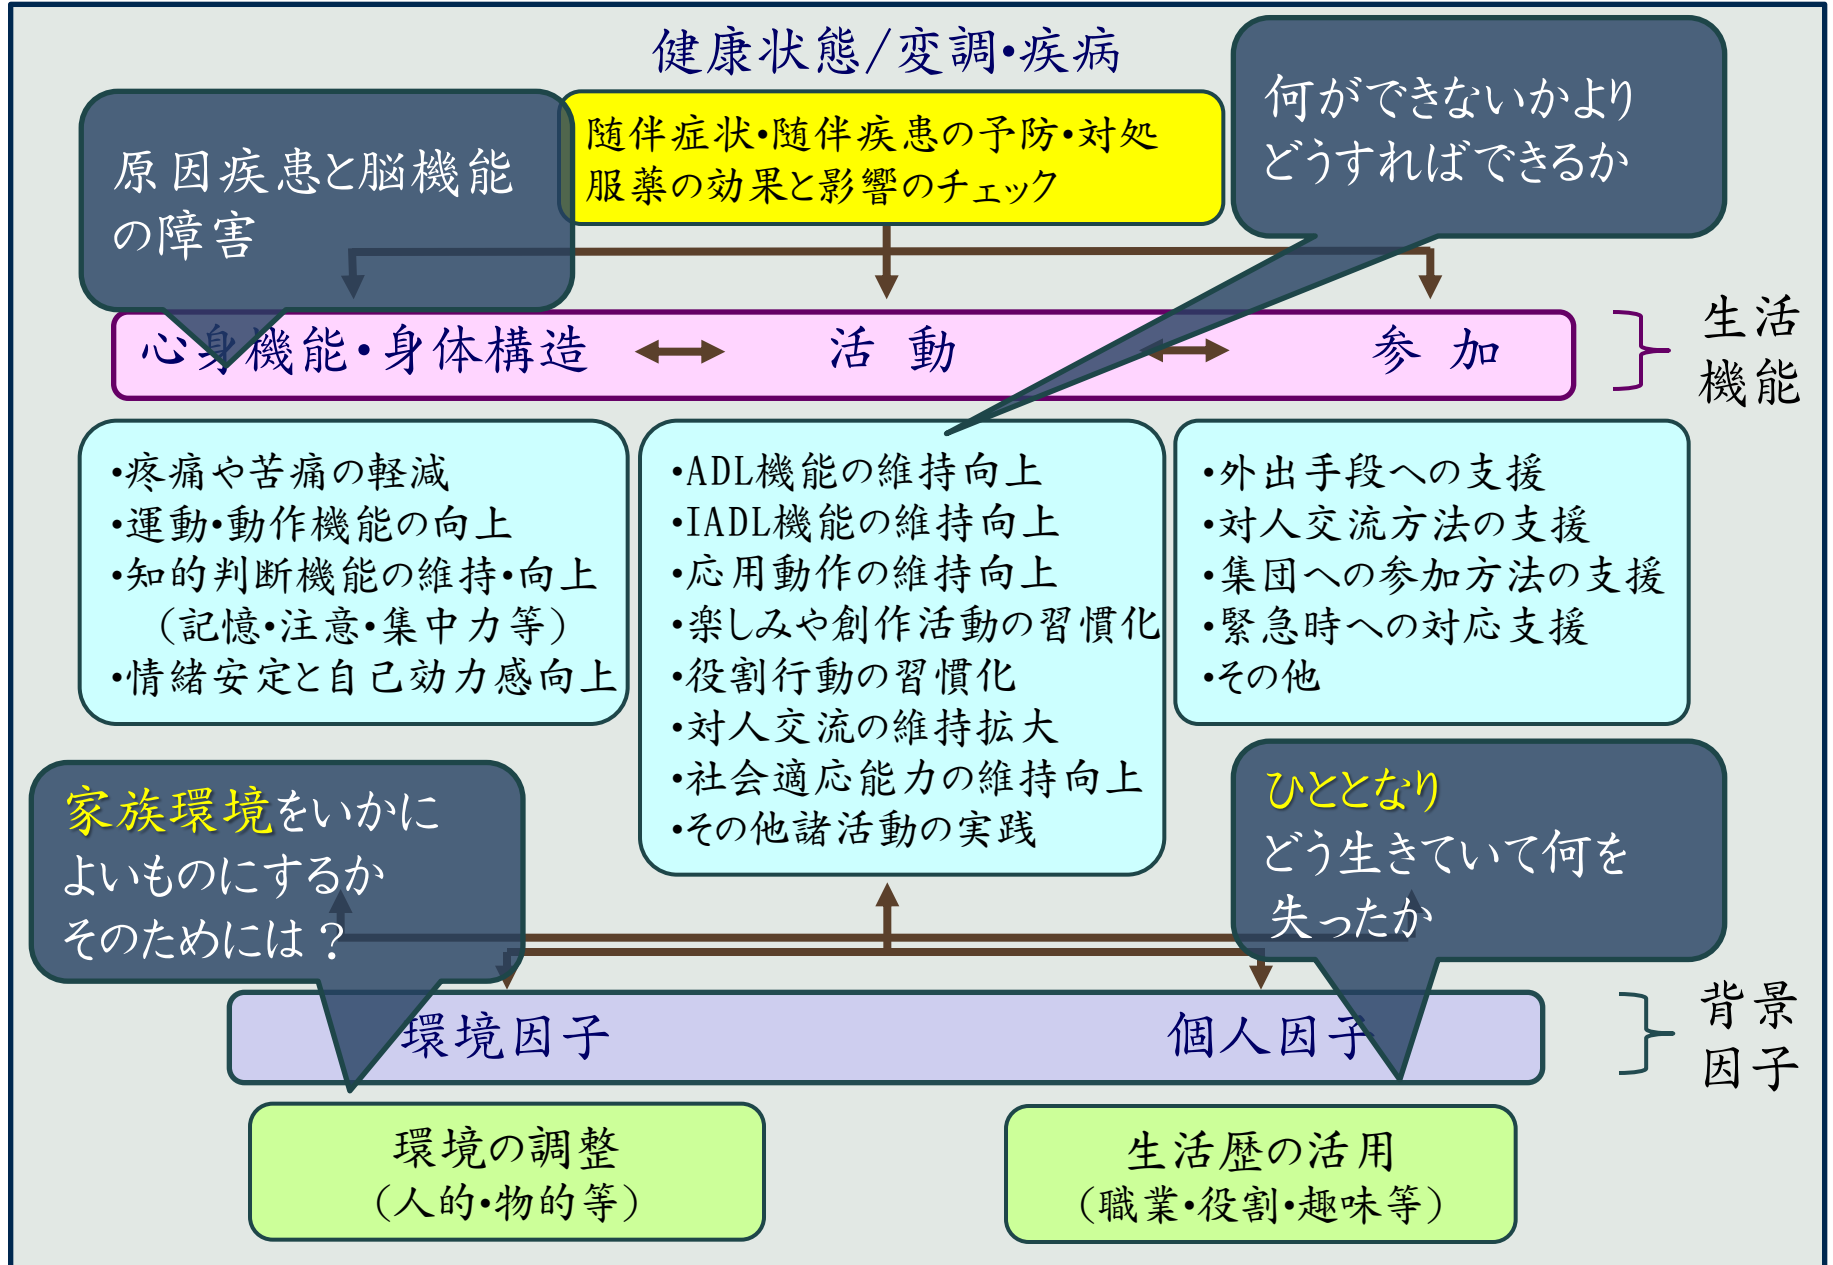 健康状態/変調・疾病
原因疾患と脳機能
の障害
随伴症状・随伴疾患の予防・対処
服薬の効果と影響のチェック
何ができないかより
どうすればできるか
心身機能・身体構造
活 動
参 加
生活
機能
・疼痛や苦痛の軽減
・運動・動作機能の向上
・知的判断機能の維持・向上
（記憶・注意・集中力等）
・情緒安定と自己効力感向上
・ADL機能の維持向上
・IADL機能の維持向上
・応用動作の維持向上
・楽しみや創作活動の習慣化
・役割行動の習慣化
・対人交流の維持拡大
・社会適応能力の維持向上
・その他諸活動の実践
・外出手段への支援
・対人交流方法の支援
・集団への参加方法の支援
・緊急時への対応支援
・その他
家族環境をいかに
よいものにするか
そのためには？
ひととなり
どう生きていて何を
失ったか
環境因子
個人因子
背景
因子
環境の調整
（人的・物的等）
生活歴の活用
（職業・役割・趣味等）